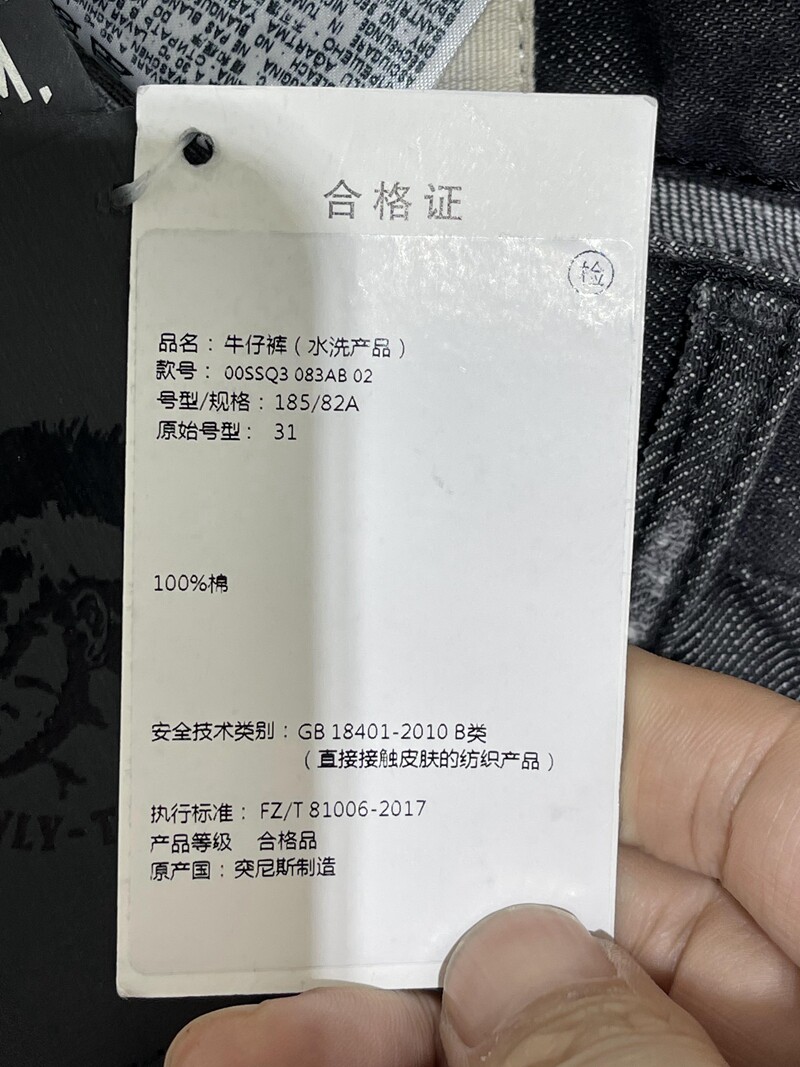 合格证
检
品名：牛仔裤（水洗产品）
款号： 00SSQ3 083AB 02
号型/规格：185/82A
原始号型： 31
100%棉
安全技术类别：GB 18401-2010 B类
（直接接触皮肤的纺织产品）
执行标准： FZ/T 81006-2017
产品等级 合格品
原产国：突尼斯制造